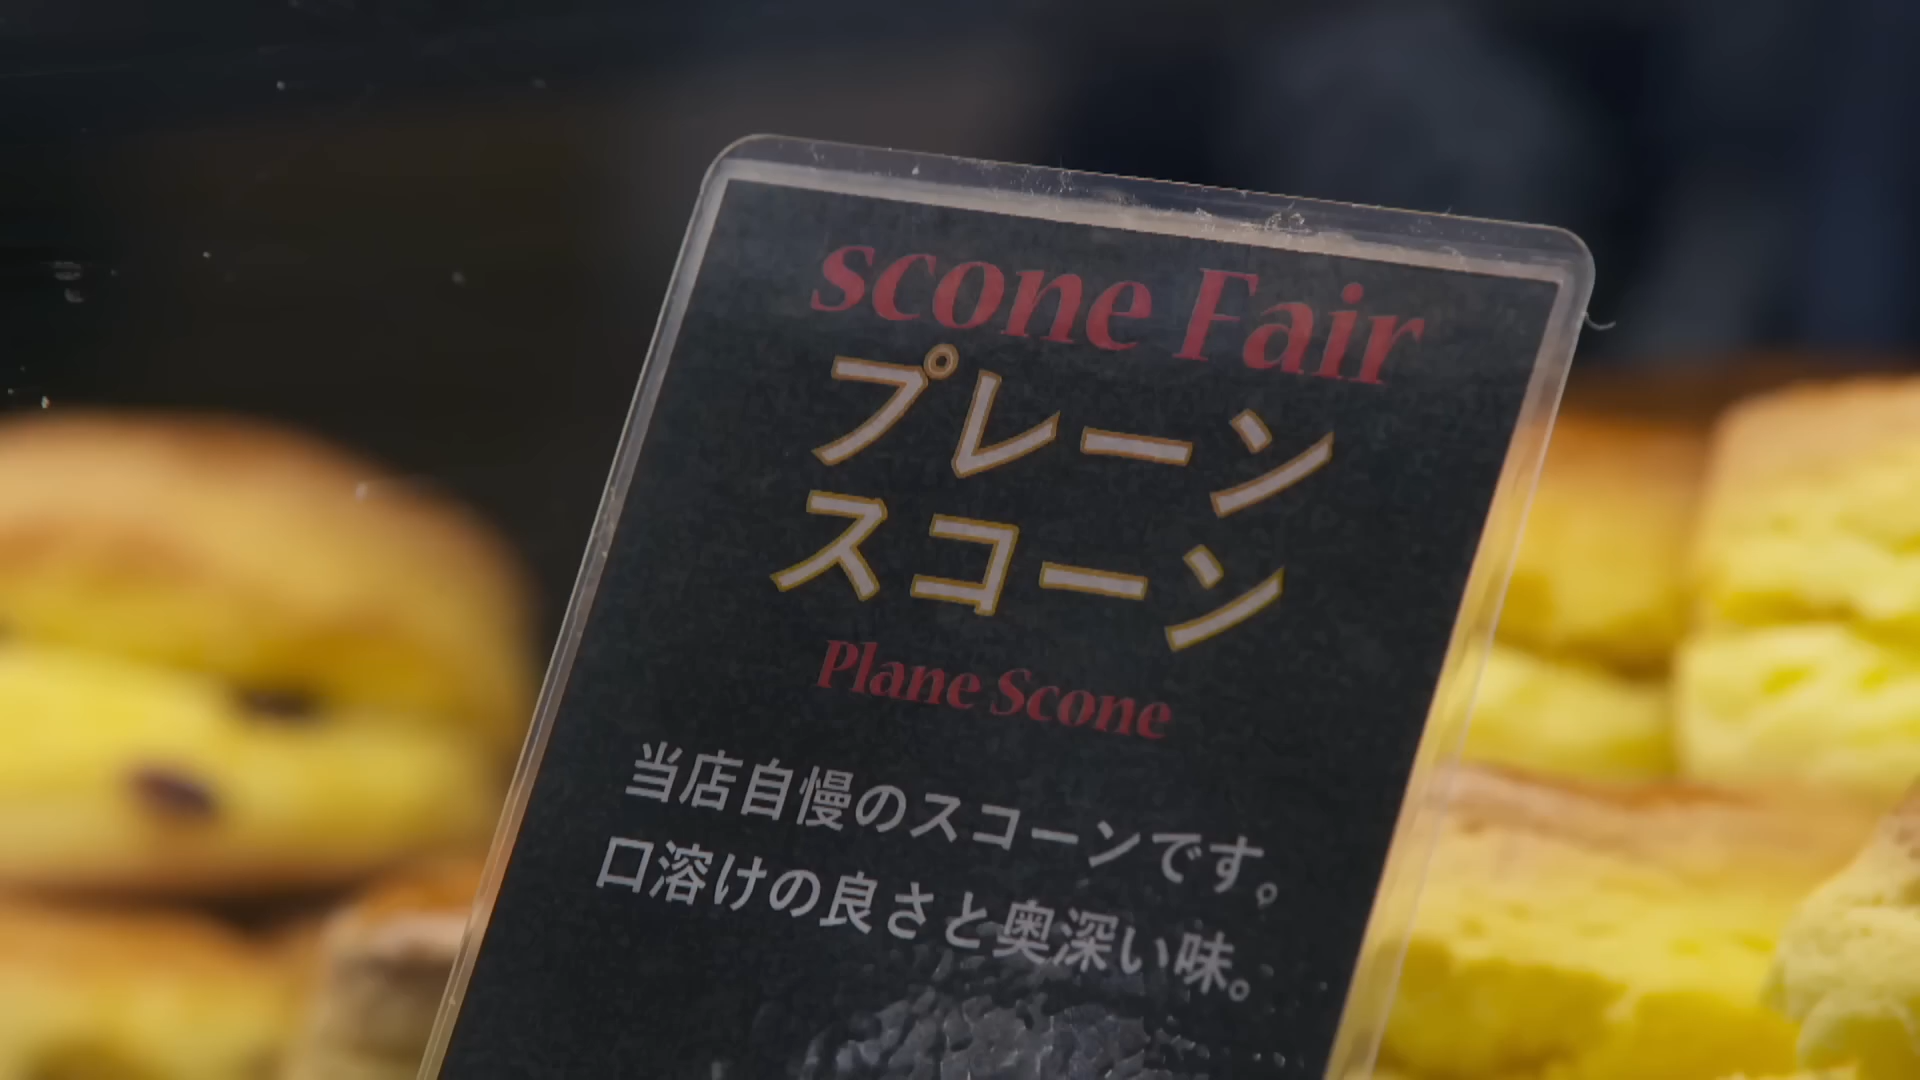 scone Fair
プレーン
スコーン
Plane Scone
当店自慢のスコーンです。
口溶けの良さと奥深い味。